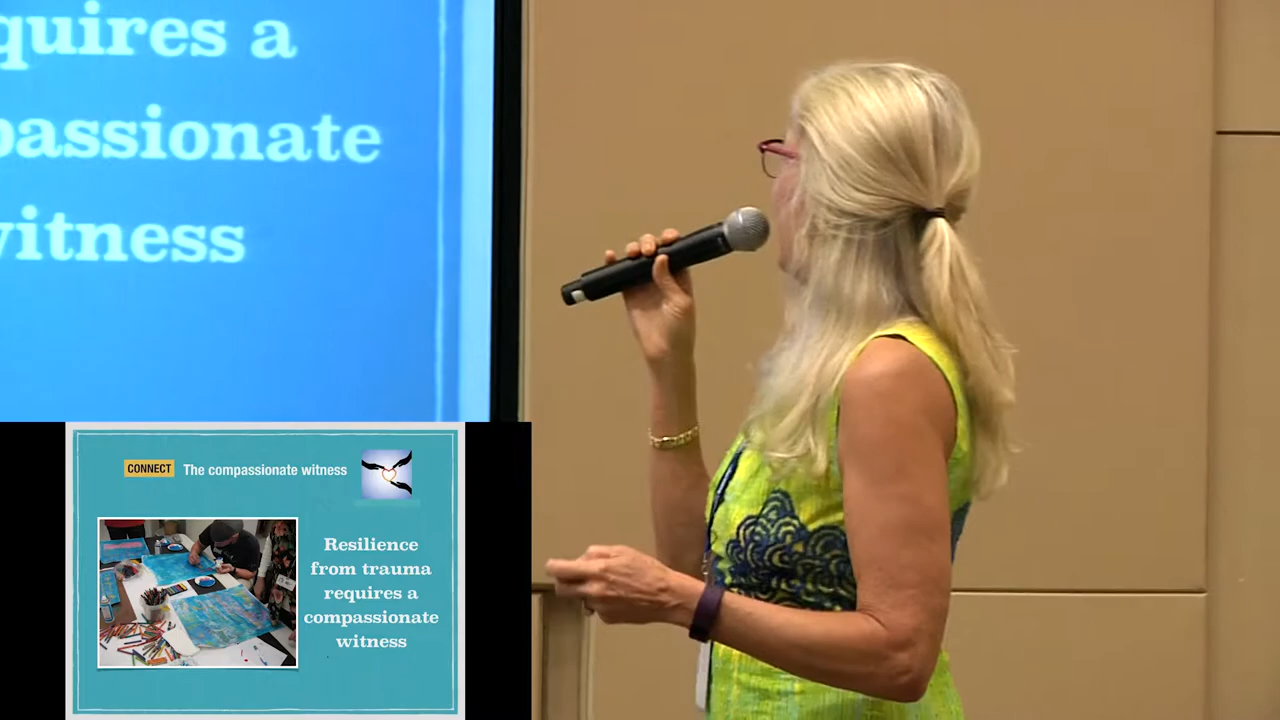 quires a
passionate
witness
CONNECT The compassionate witness
Resilience
from trauma
requires a
compassionate
witness